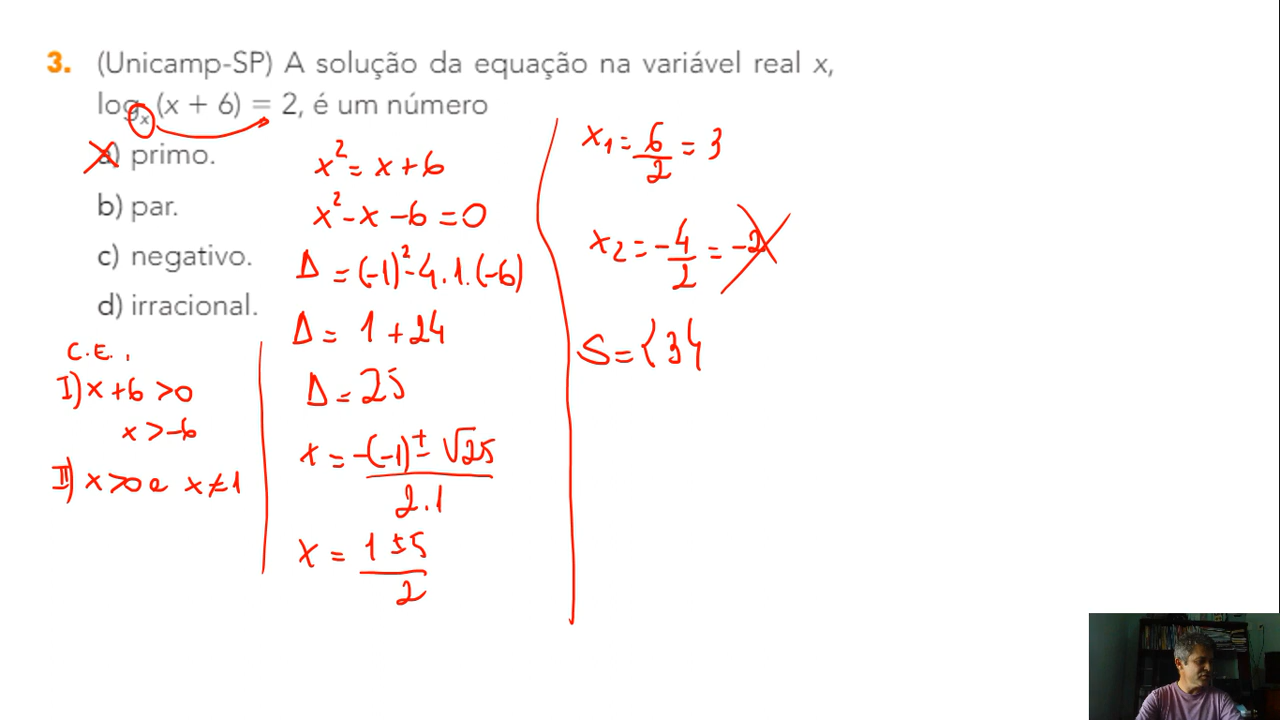 3. (Unicamp-SP) A solução da equação na variável real x,
logₓ (x + 6) = 2, é um número
a) primo.
b) par.
c) negativo.
d) irracional.
C.E.
I) x + 6 > 0
x > -6
II) x > 0 e x ≠ 1
x² = x + 6
x² - x - 6 = 0
Δ = (-1)² - 4 . 1 . (-6)
Δ = 1 + 24
Δ = 25
x = -(-1) ± √25 / 2 . 1
x = 1 ± 5 / 2
x₁ = 6/2 = 3
x₂ = -4/2 = -2
S = {3}